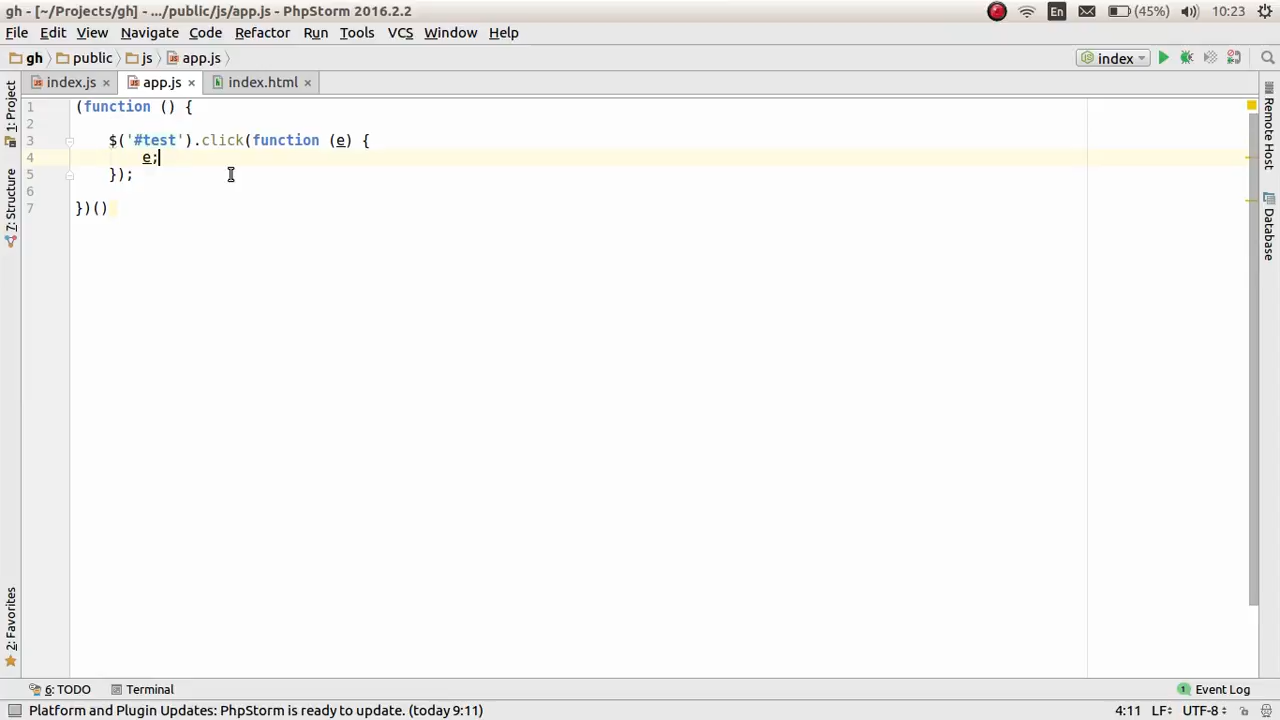 gh - [~/Projects/gh] - .../public/js/app.js - PhpStorm 2016.2.2
En (45%) 10:23
File Edit View Navigate Code Refactor Run Tools VCS Window Help
gh public js app.js index
index.js × app.js × index.html ×
1 (function () {
2
3 $('#test').click(function (e) {
4 e;
5 });
6
7 })()
1: Project
7: Structure
2: Favorites
Remote Host
Database
6: TODO Terminal 1 Event Log
Platform and Plugin Updates: PhpStorm is ready to update. (today 9:11) 4:11 LF÷ UTF-8÷